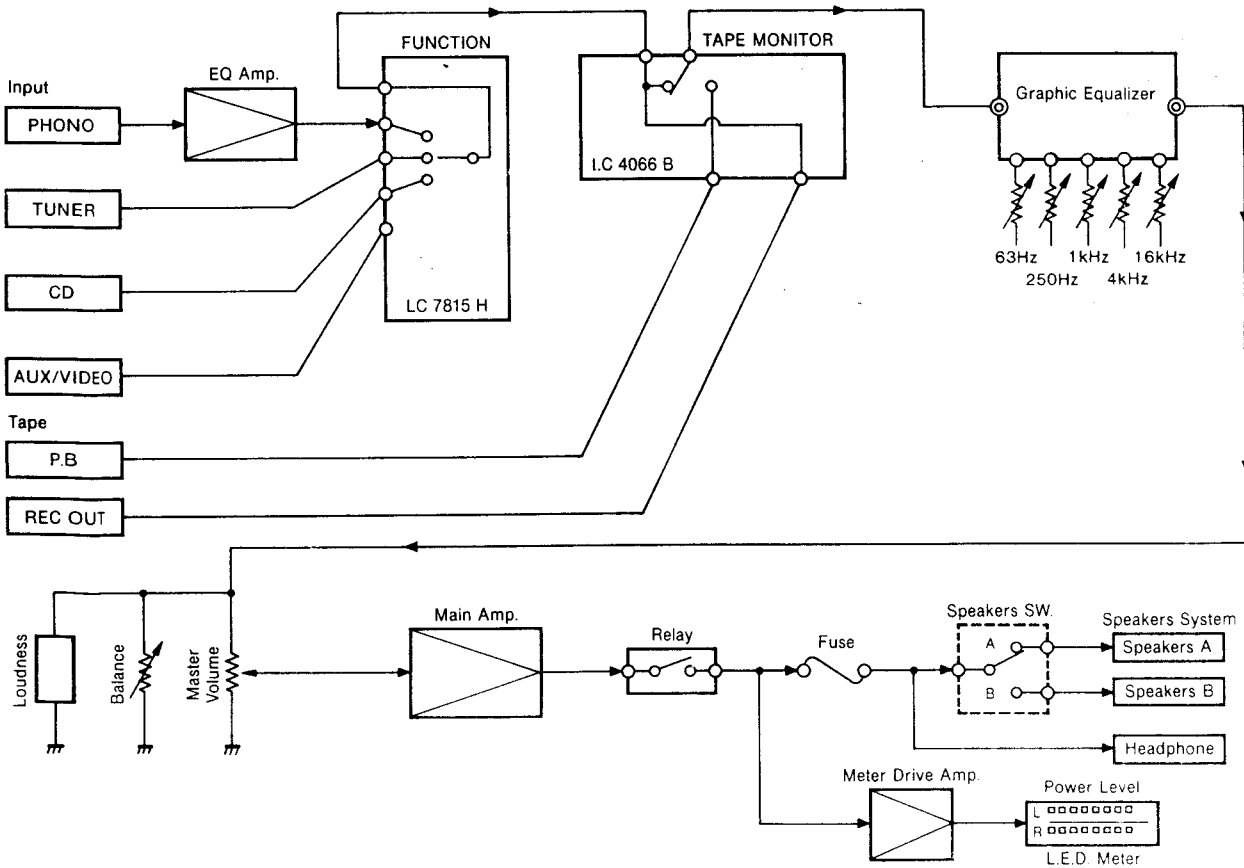 FUNCTION
TAPE MONITOR
EQ Amp.
Input
PHONO
Graphic Equalizer
I.C 4066 B
TUNER
63Hz
1kHz
16kHz
250Hz
4kHz
CD
LC 7815 H
AUX/VIDEO
Tape
P.B
REC OUT
Loudness
Balance
Master
Volume
Main Amp.
Relay
Fuse
Speakers SW.
A
B
Speakers System
Speakers A
Speakers B
Headphone
Meter Drive Amp.
Power Level
L
R
L.E.D. Meter